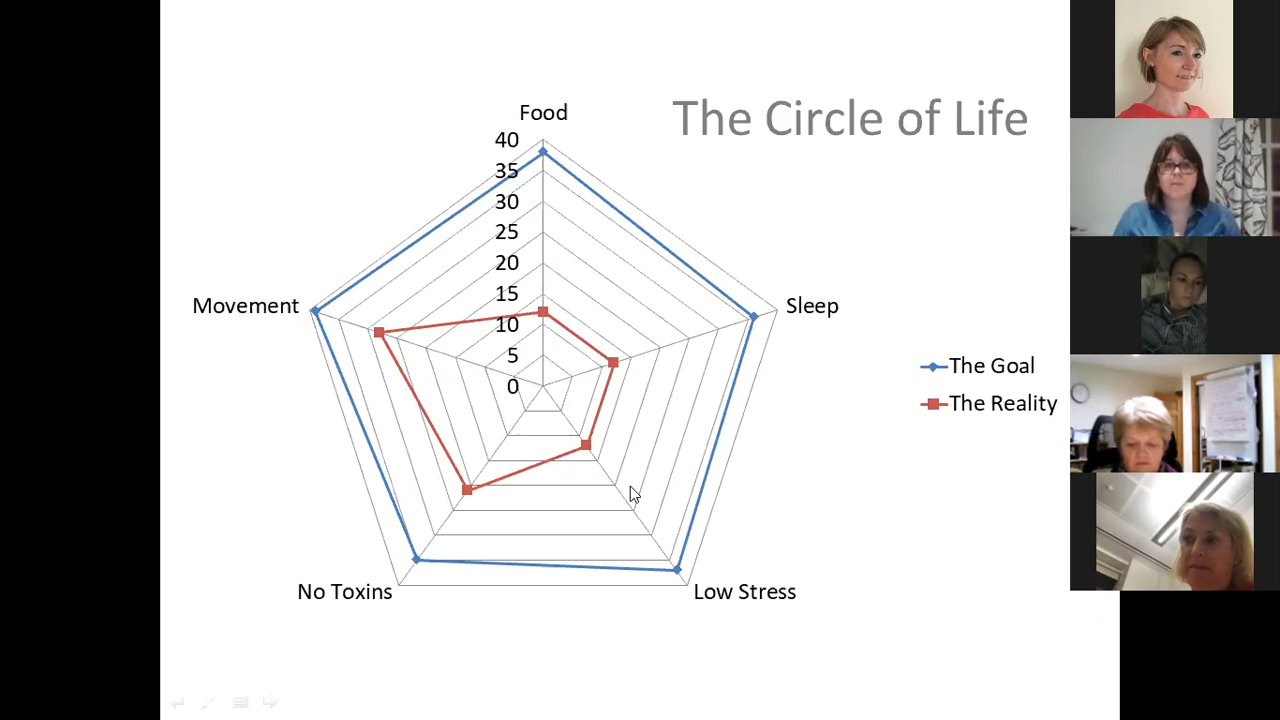 The Circle of Life
Food
40
35
30
25
20
15
10
5
0
Movement
Sleep
No Toxins
Low Stress
The Goal
The Reality